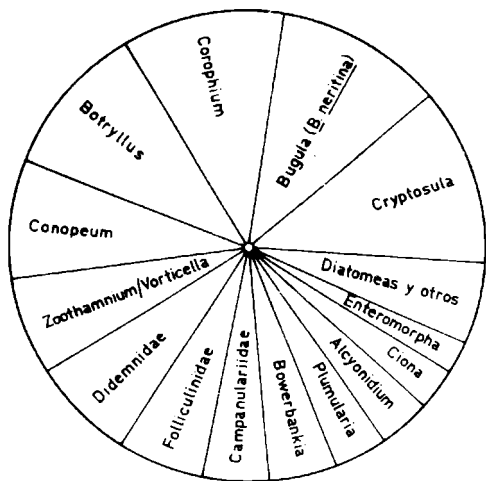 Corophium
Bugula (B. neritina)
Cryptosula
Diatomeas y otros
Enteromorpha
Ciona
Alcyonidium
Plumularia
Bowerbankia
Campanulariidae
Folliculinidae
Didemnidae
Zoothamnium/Vorticella
Conopeum
Botryllus